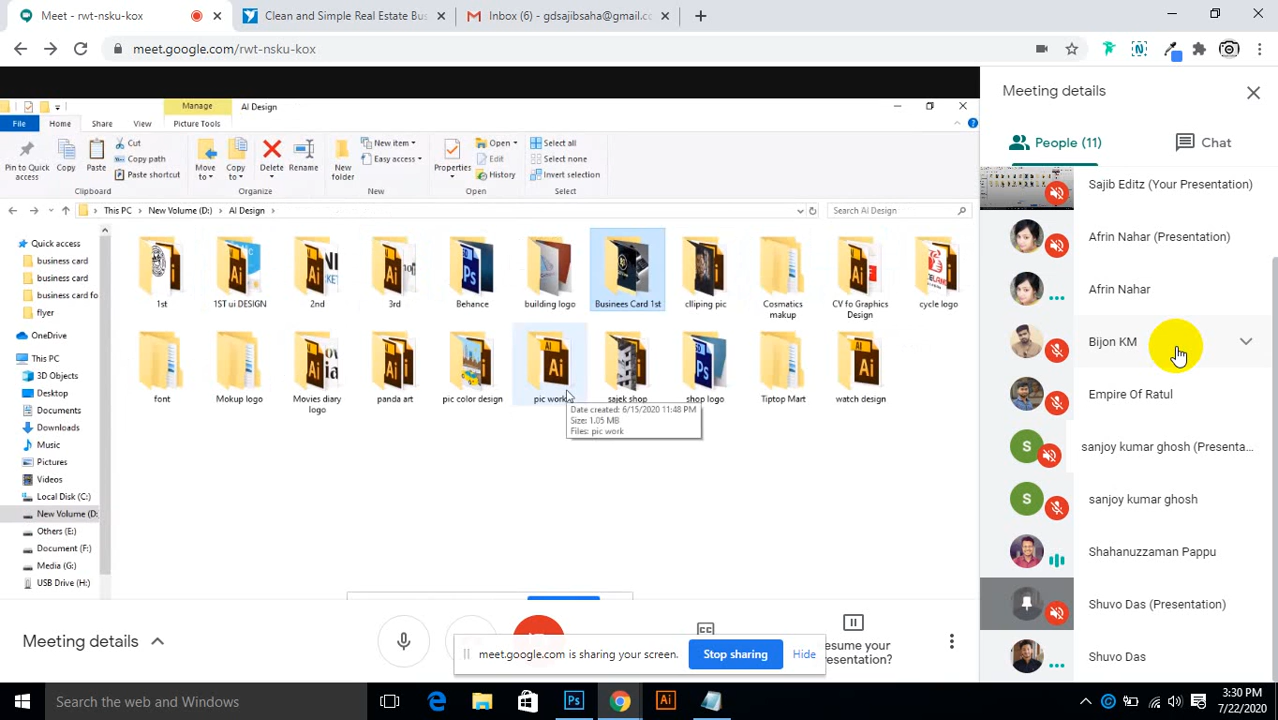 Meet - rwt-nsku-kox
Clean and Simple Real Estate Bus
Inbox (6) - gdsajibsaha@gmail.co
meet.google.com/rwt-nsku-kox
Manage
AI Design
File
Home
Share
View
Picture Tools
Pin to Quick access
Copy
Paste
Cut
Copy path
Paste shortcut
Clipboard
Move to
Copy to
Delete
Rename
Organize
New folder
New item
Easy access
New
Properties
Open
Edit
History
Open
Select all
Select none
Invert selection
Select
This PC > New Volume (D:) > AI Design >
Search AI Design
Quick access
business card
business card
business card fo
flyer
OneDrive
This PC
3D Objects
Desktop
Documents
Downloads
Music
Pictures
Videos
Local Disk (C:)
New Volume (D:
Others (E:)
Document (F:)
Media (G:)
USB Drive (H:)
1st
1ST ui DESIGN
2nd
3rd
Behance
building logo
Businees Card 1st
clliping pic
Cosmatics makup
CV fo Graphics Design
cycle logo
font
Mokup logo
Movies diary logo
panda art
pic color design
pic work
sajek shop
shop logo
Tiptop Mart
watch design
Date created: 6/15/2020 11:48 PM
Size: 1.05 MB
Files: pic work
Meeting details
People (11)
Chat
Sajib Editz (Your Presentation)
Afrin Nahar (Presentation)
Afrin Nahar
Bijon KM
Empire Of Ratul
sanjoy kumar ghosh (Presenta...
sanjoy kumar ghosh
Shahanuzzaman Pappu
Shuvo Das (Presentation)
Shuvo Das
Meeting details
meet.google.com is sharing your screen.
Stop sharing
Hide
esume your
resentation?
Search the web and Windows
3:30 PM
7/22/2020